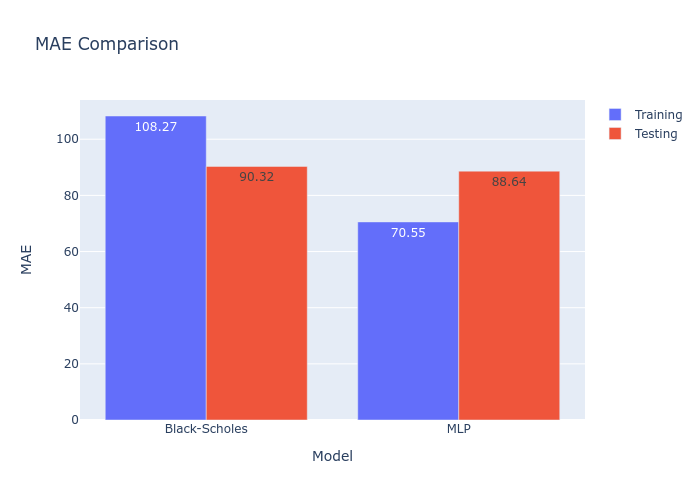 MAE Comparison
Training
Testing
108.27
90.32
70.55
88.64
100
80
60
40
20
0
MAE
Black-Scholes
MLP
Model